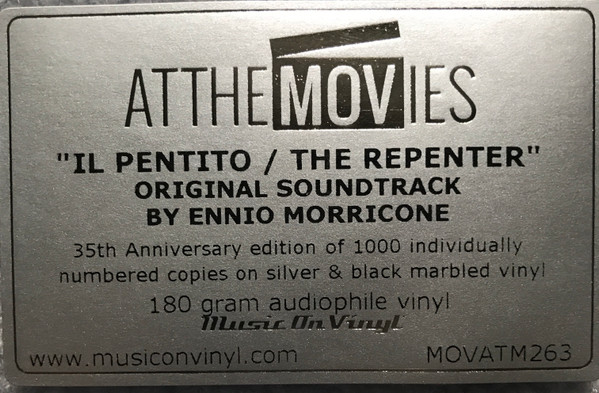 ATTHEMOVIES
"IL PENTITO / THE REPENTER"
ORIGINAL SOUNDTRACK
BY ENNIO MORRICONE
35th Anniversary edition of 1000 individually
numbered copies on silver & black marbled vinyl
180 gram audiophile vinyl
Music On Vinyl
www.musiconvinyl.com MOVATM263